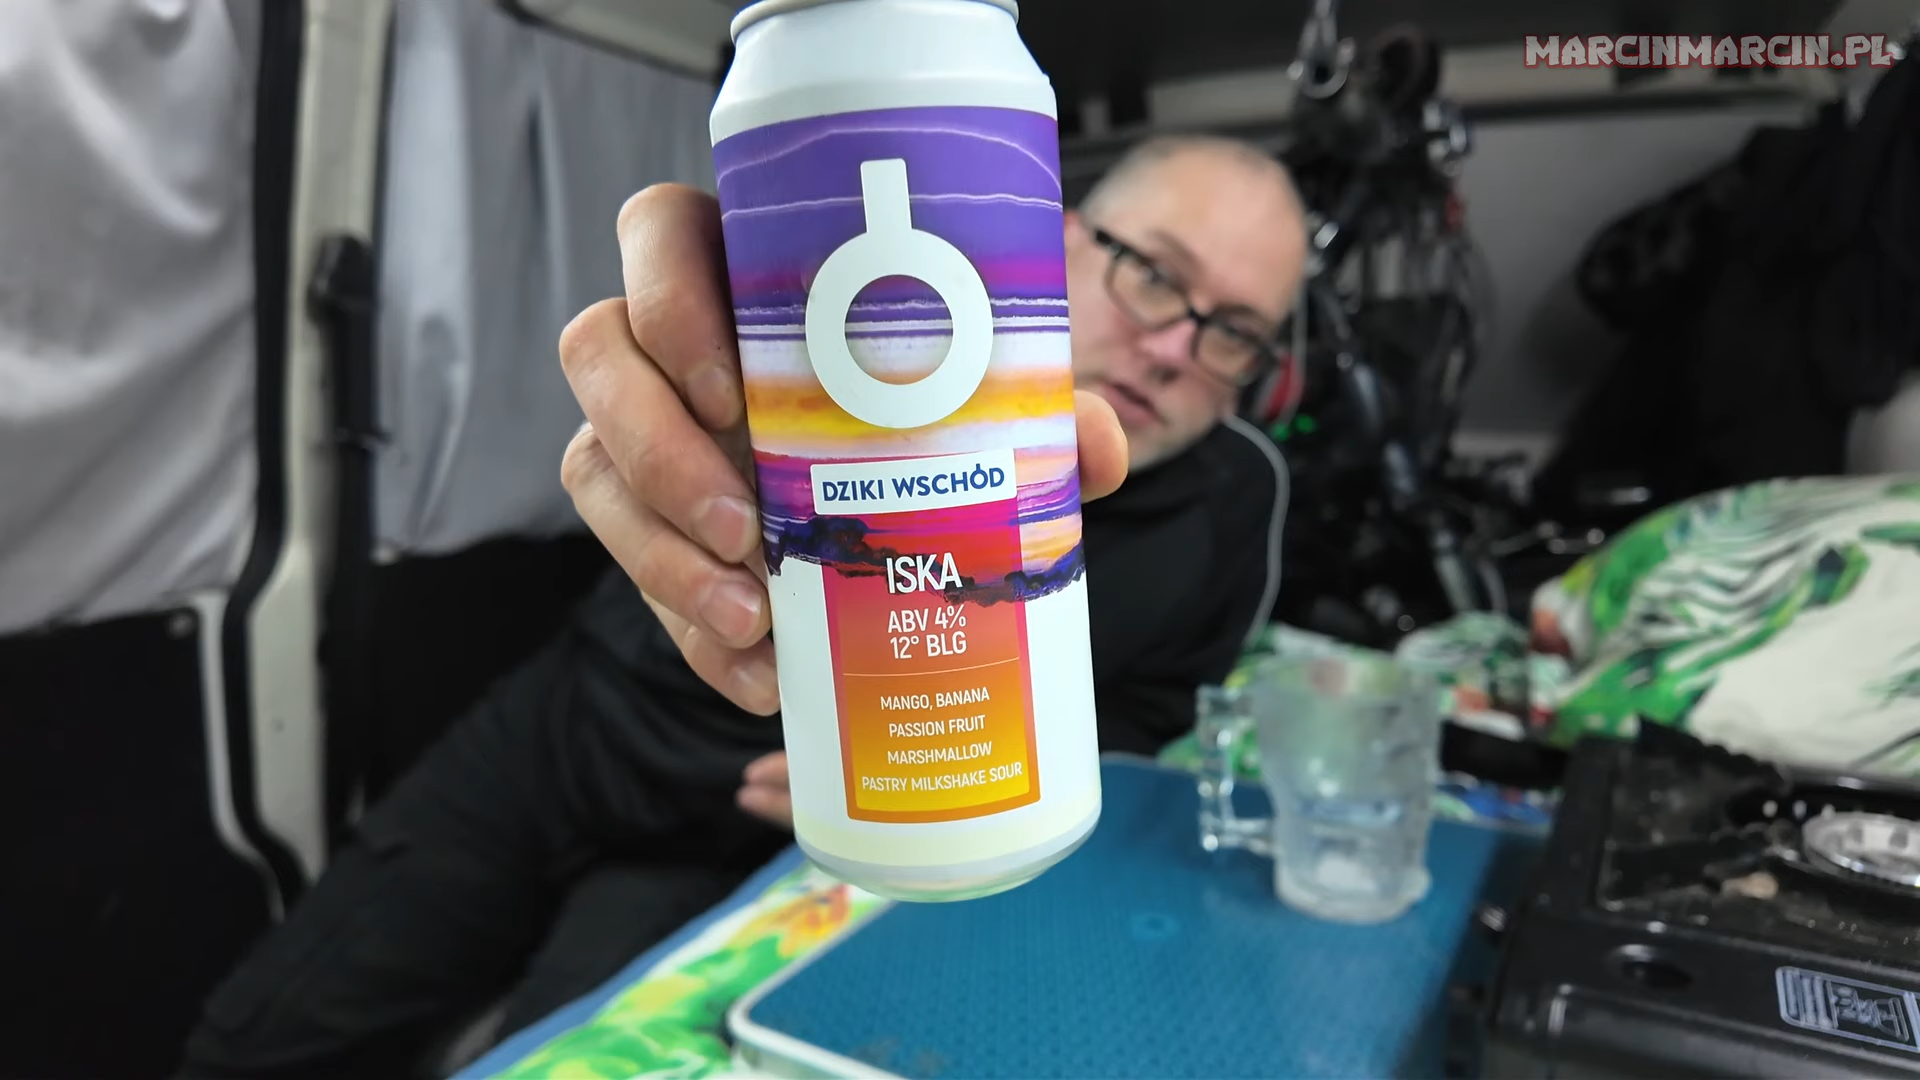 MARCINMARCIN.PL
DZIKI WSCHÓD
ISKA
ABV 4%
12° BLG
MANGO, BANANA
PASSION FRUIT
MARSHMALLOW
PASTRY MILKSHAKE SOUR